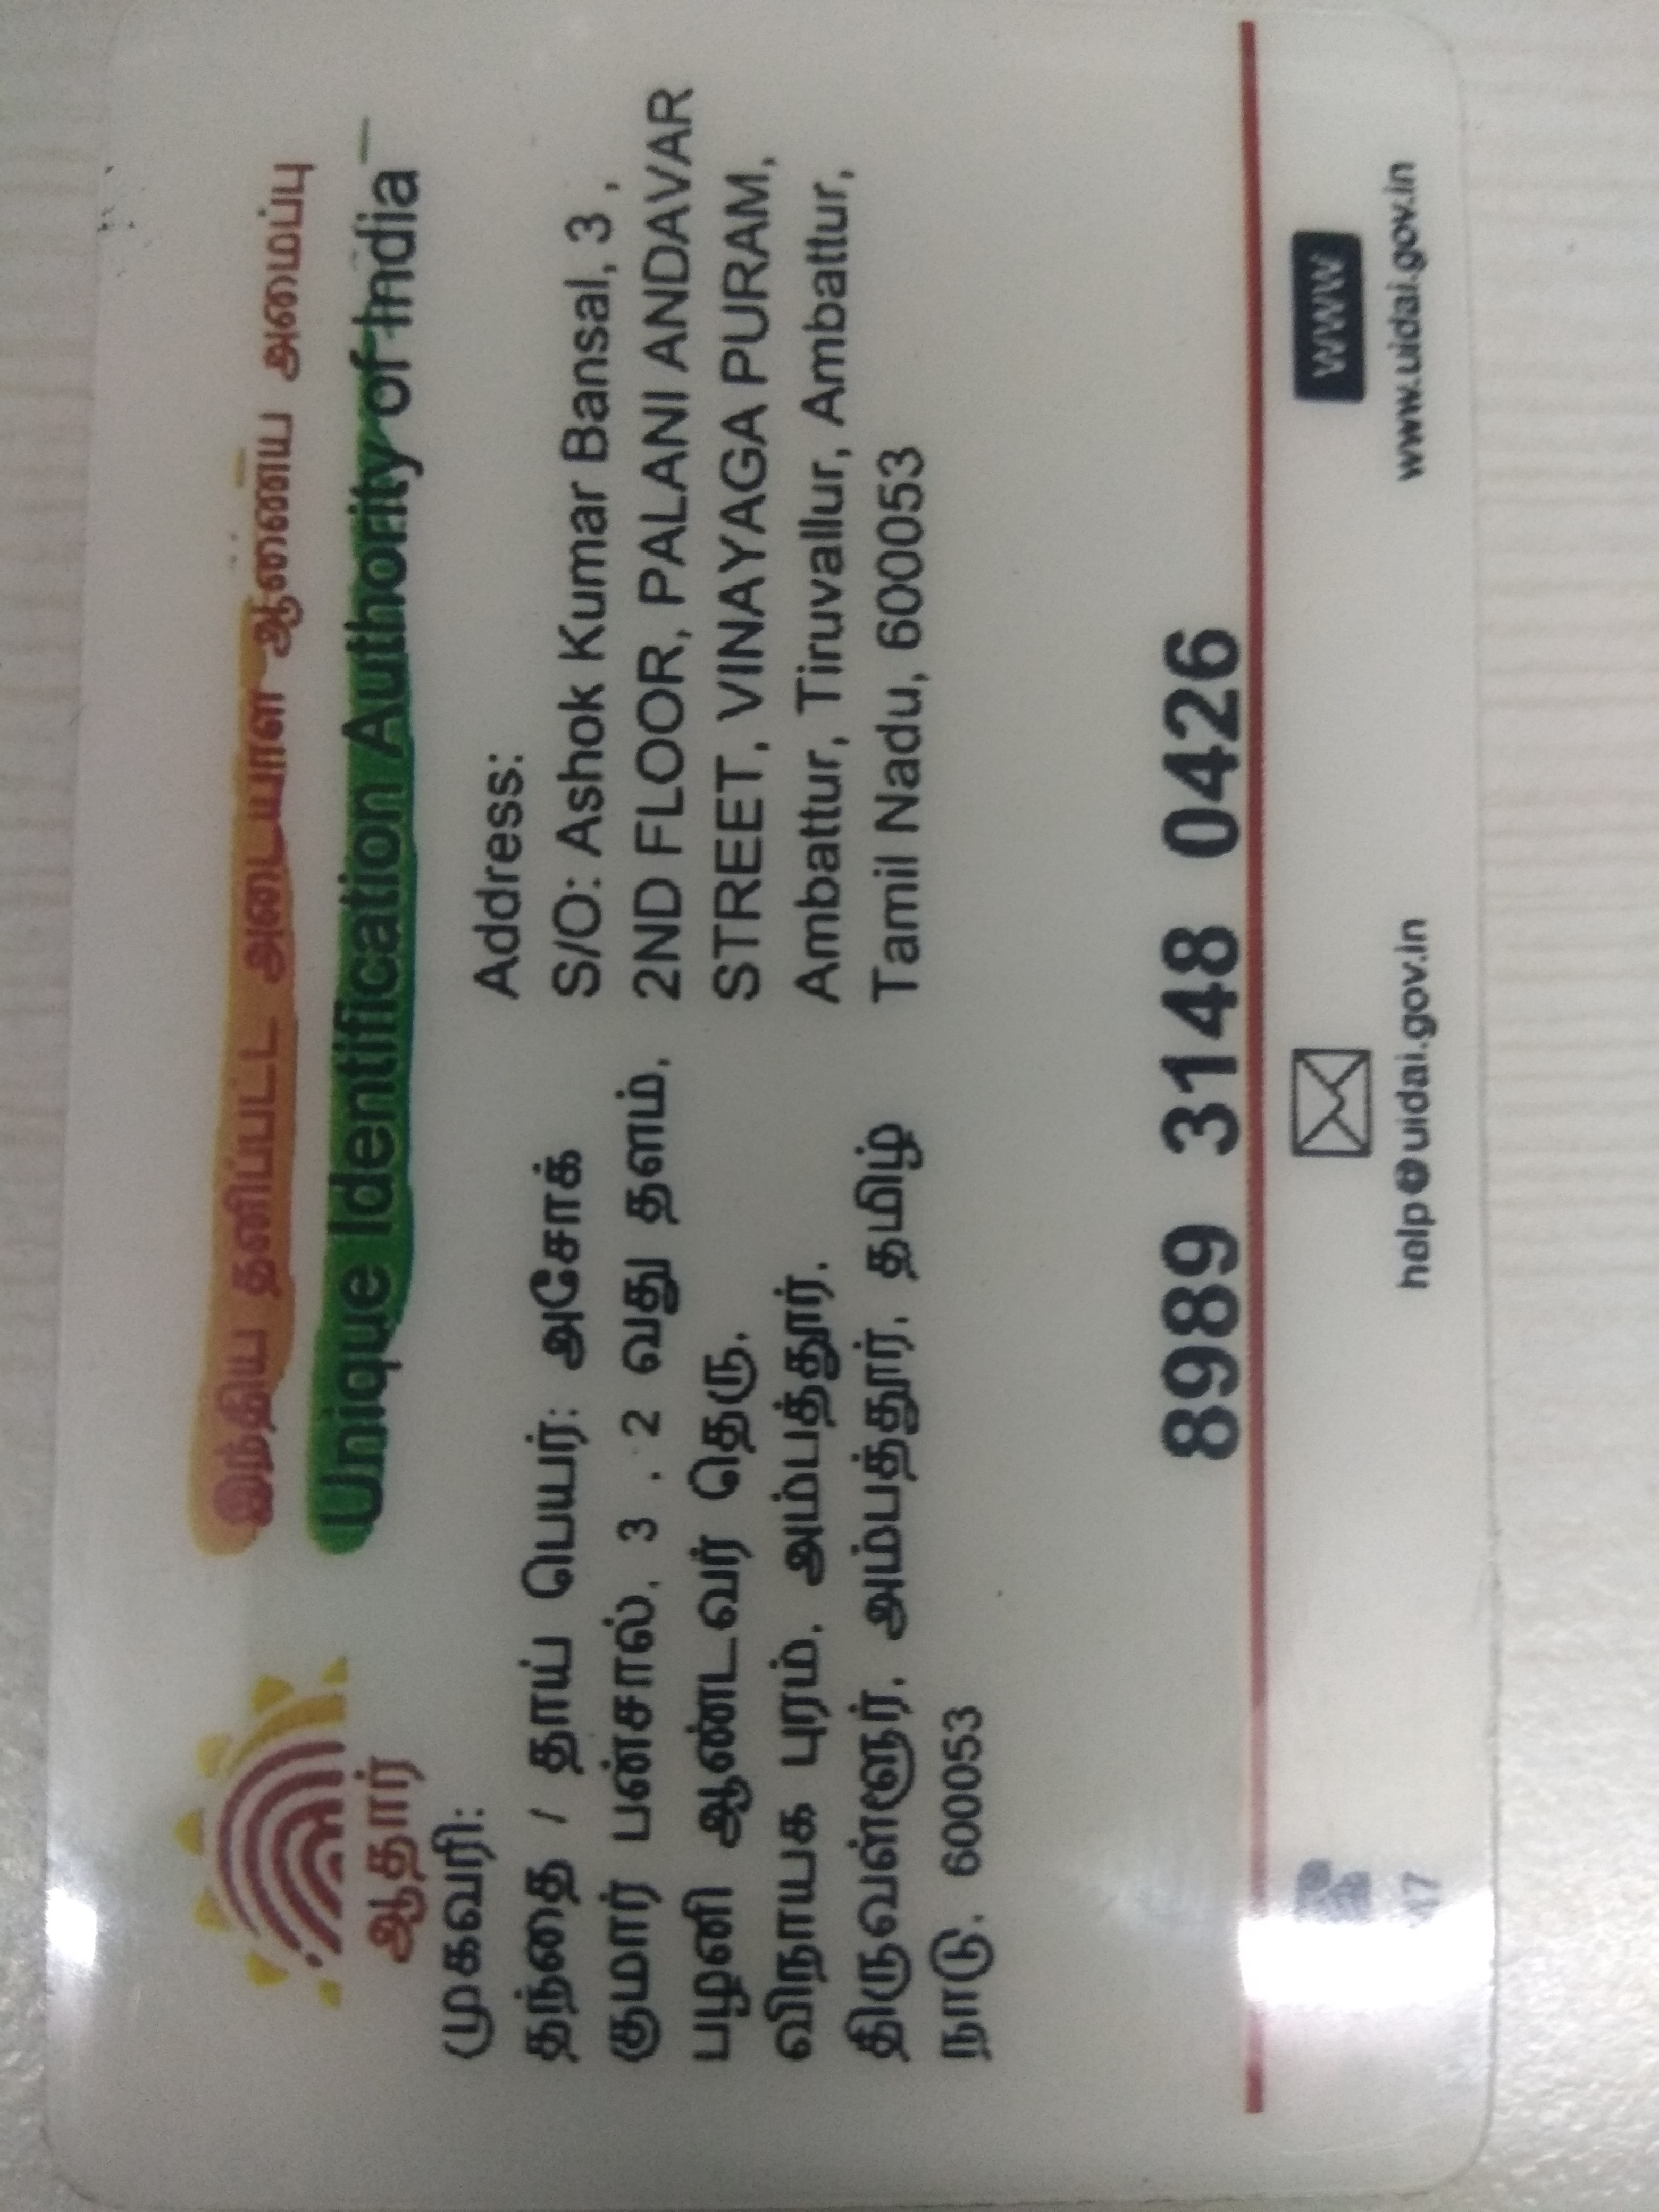 இந்திய தனிப்பட்ட அடையாள ஆணைய அமைப்பு
Unique Identification Authority of India
ஆதார்
முகவரி:
தந்தை / தாய் பெயர்: அசோக்
குமார் பன்சால், 3 , 2 வது தளம்,
பழனி ஆண்டவர் தெரு,
விநாயக புரம், அம்பத்தூர்,
திருவள்ளூர், அம்பத்தூர், தமிழ்
நாடு, 600053
Address:
S/O: Ashok Kumar Bansal, 3 ,
2ND FLOOR, PALANI ANDAVAR
STREET, VINAYAGA PURAM,
Ambattur, Tiruvallur, Ambattur,
Tamil Nadu, 600053
8989 3148 0426
help@uidai.gov.in
WWW
www.uidai.gov.in